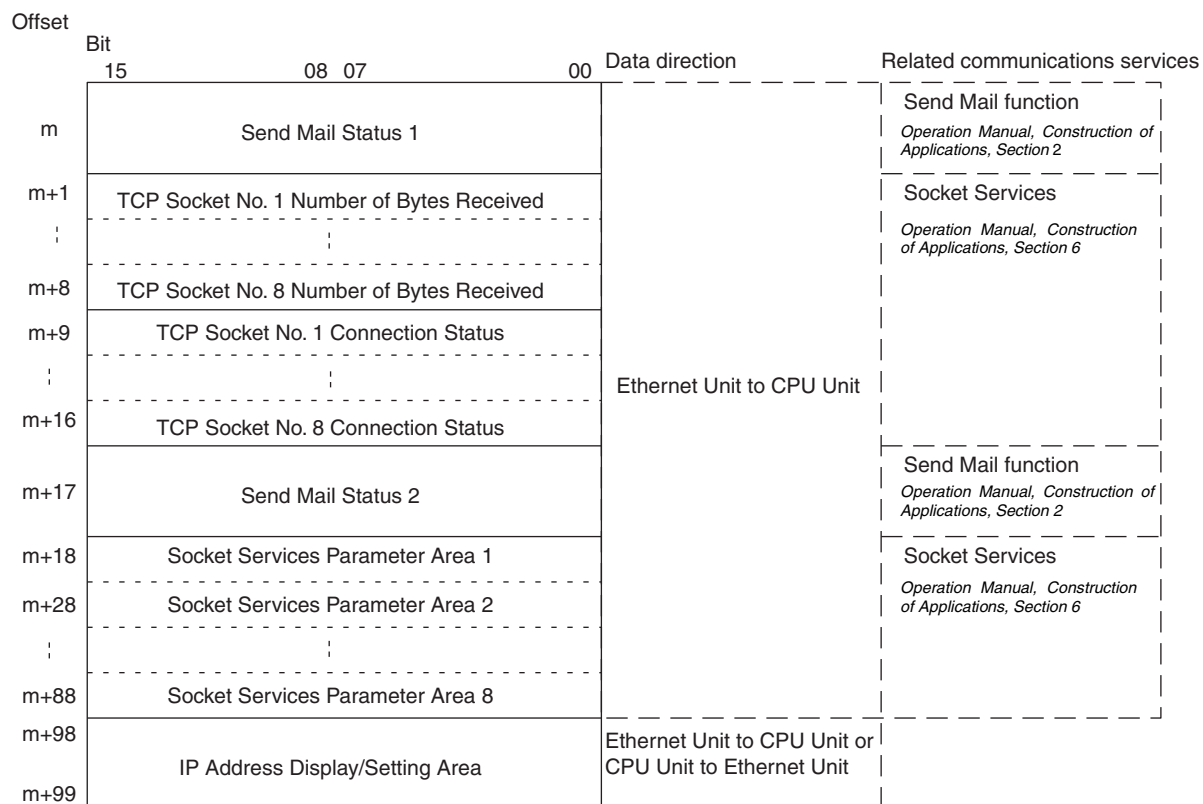 Offset
Bit
15 08 07 00 Data direction Related communications services
m Send Mail Status 1 Send Mail function
Operation Manual, Construction of
Applications, Section 2
m+1 TCP Socket No. 1 Number of Bytes Received Socket Services
Operation Manual, Construction
of Applications, Section 6
m+8 TCP Socket No. 8 Number of Bytes Received
m+9 TCP Socket No. 1 Connection Status
Ethernet Unit to CPU Unit
m+16 TCP Socket No. 8 Connection Status
m+17 Send Mail Status 2 Send Mail function
Operation Manual, Construction of
Applications, Section 2
m+18 Socket Services Parameter Area 1 Socket Services
m+28 Socket Services Parameter Area 2 Operation Manual, Construction
of Applications, Section 6
m+88 Socket Services Parameter Area 8
m+98 Ethernet Unit to CPU Unit or
IP Address Display/Setting Area CPU Unit to Ethernet Unit
m+99